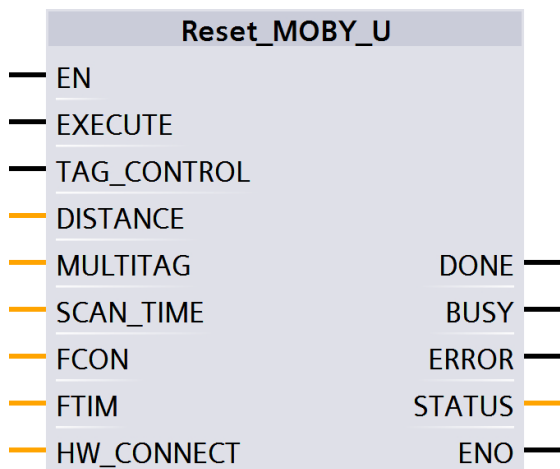 Reset_MOBY_U
EN
EXECUTE
TAG_CONTROL
DISTANCE
MULTITAG DONE
SCAN_TIME BUSY
FCON ERROR
FTIM STATUS
HW_CONNECT ENO